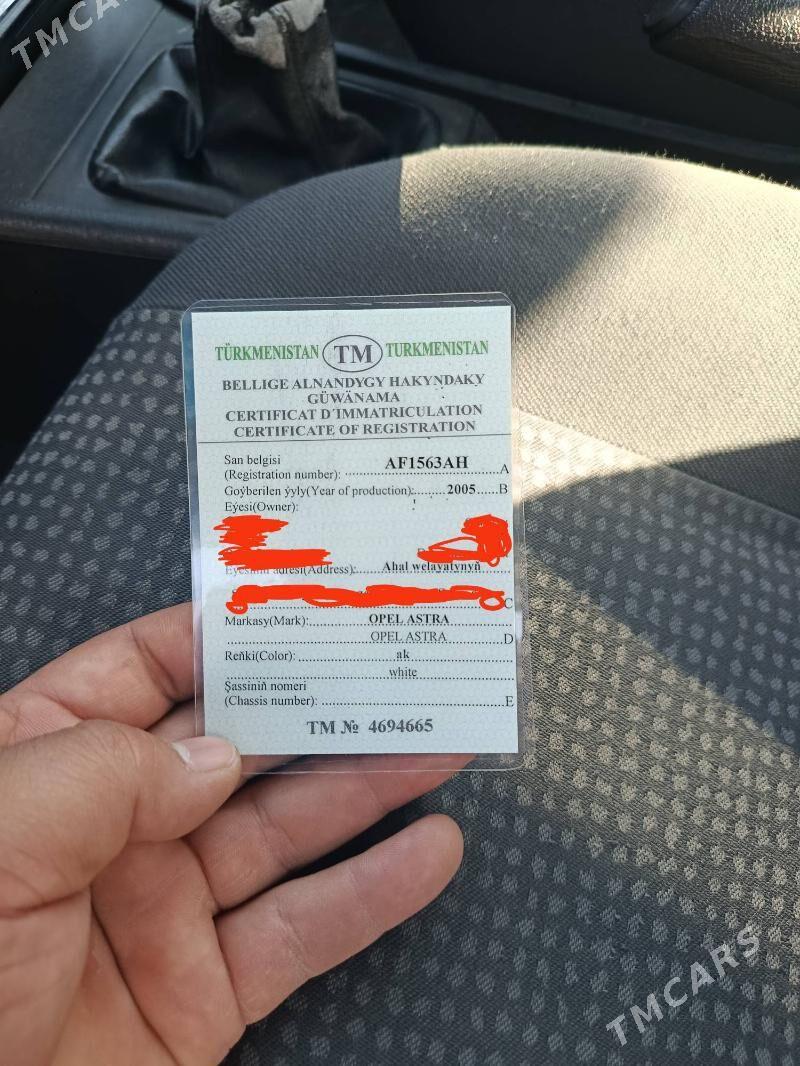 TMCARS
TÜRKMENISTAN TM TURKMENISTAN
BELLIGE ALNANDYGY HAKYNDAKY
GÜWÄNAMA
CERTIFICAT D'IMMATRICULATION
CERTIFICATE OF REGISTRATION
San belgisi
(Registration number): AF1563AH A
Goýberilen ýyly(Year of production): 2005 B
Eýesi(Owner):
adresi(Address): Ahal welaýatynyň
C
Markasy(Mark): OPEL ASTRA
OPEL ASTRA D
Reňki(Color): ak
white
Şassiniň nomeri
(Chassis number): E
TM № 4694665
TMCARS